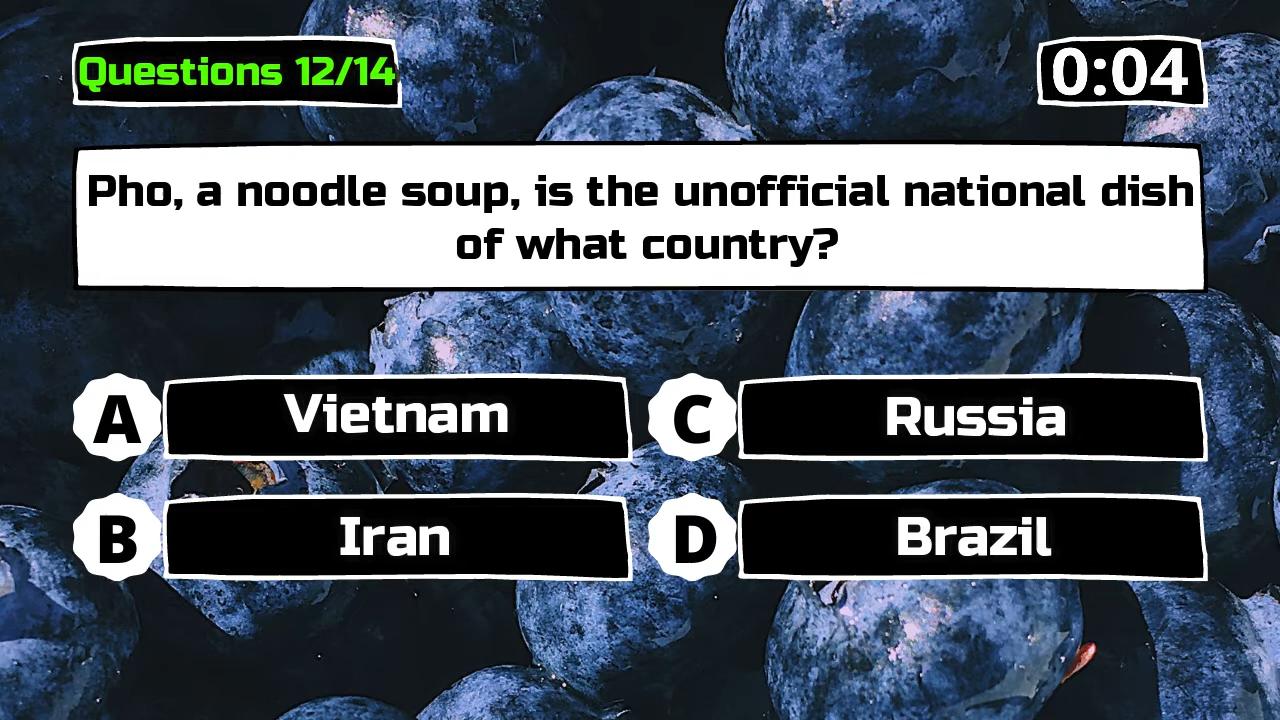 Questions 12/14
0:04
Pho, a noodle soup, is the unofficial national dish
of what country?
A Vietnam
C Russia
B Iran
D Brazil